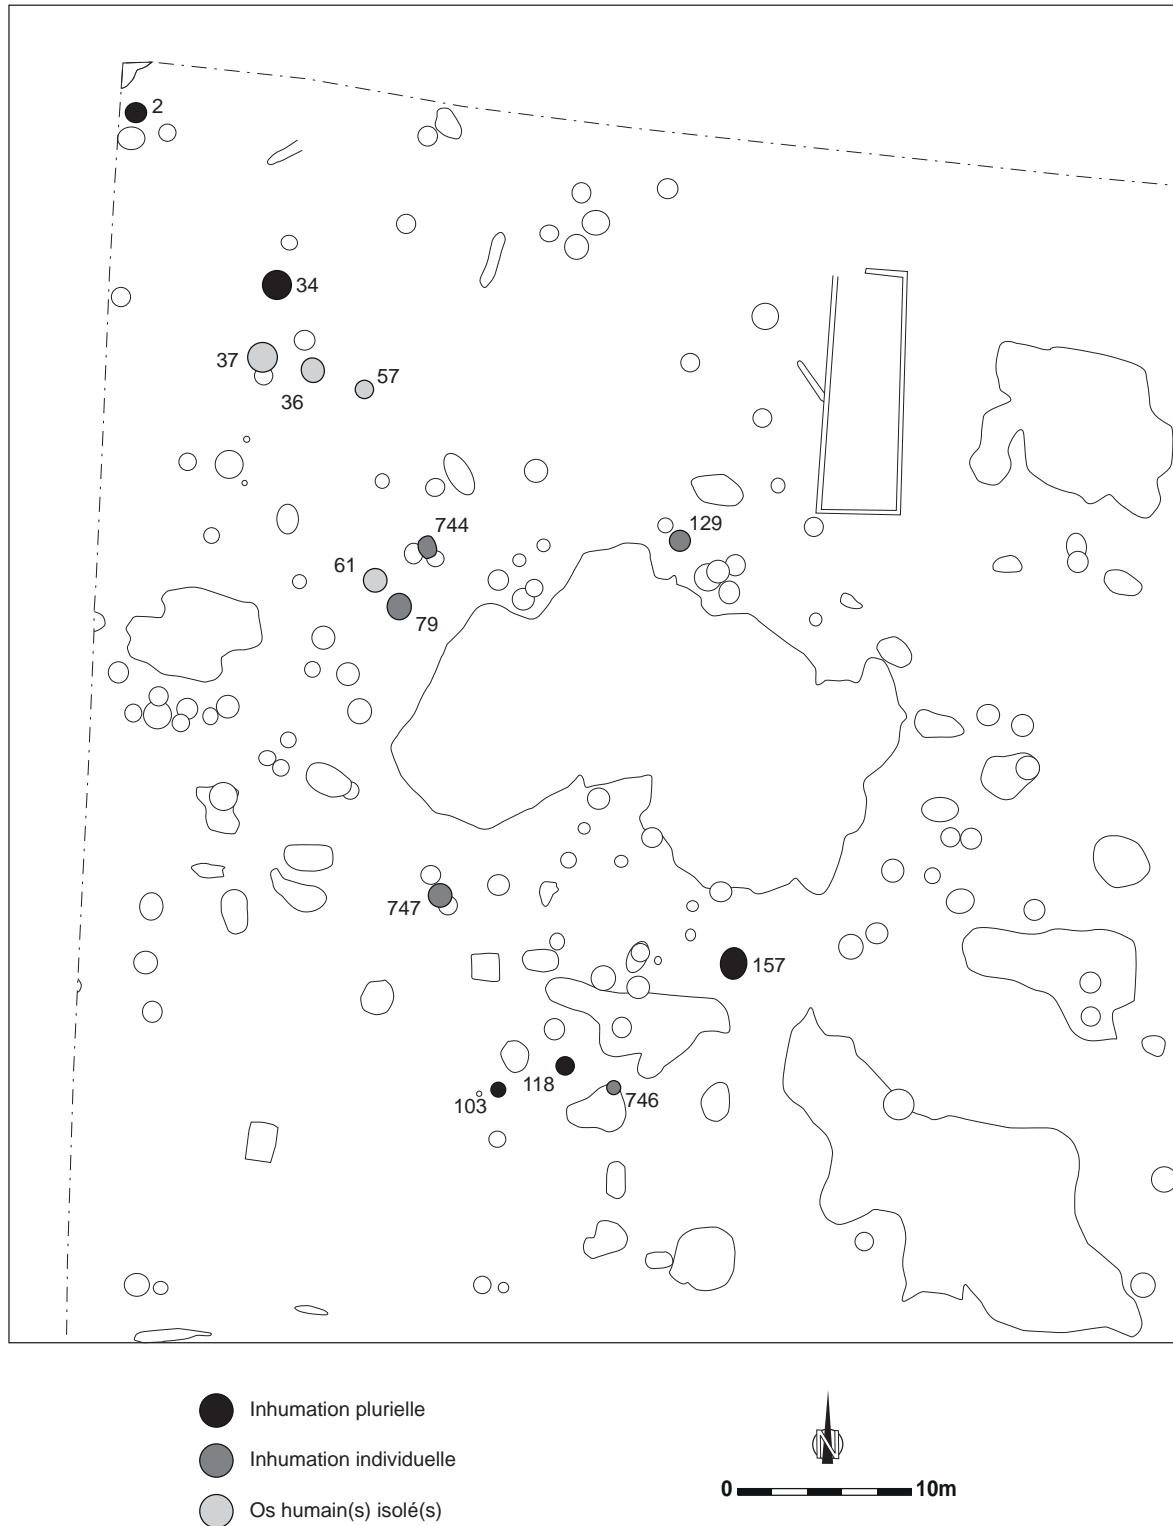 2
34
37
36
57
744
129
61
79
747
157
118
103
746
Inhumation plurielle
Inhumation individuelle
Os humain(s) isolé(s)
N
0 10m